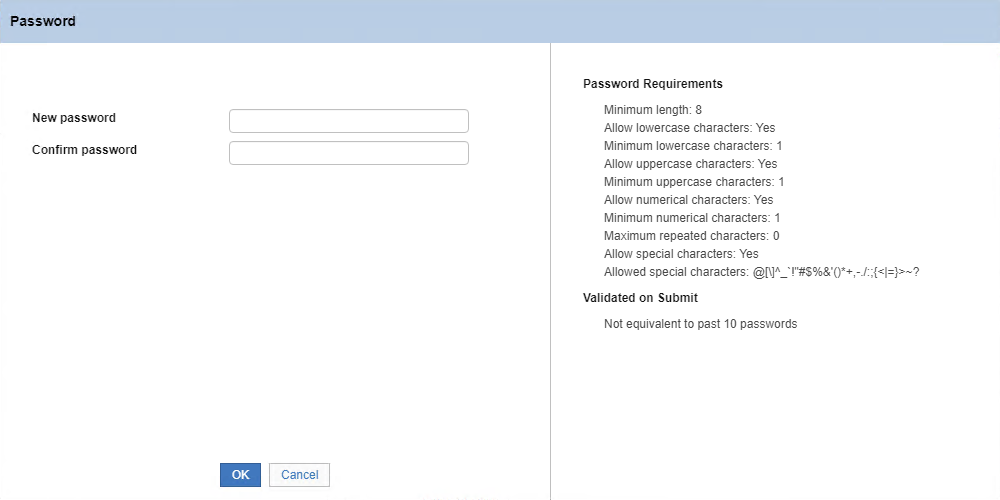 Password
New password
Confirm password
OK
Cancel
Password Requirements
Minimum length: 8
Allow lowercase characters: Yes
Minimum lowercase characters: 1
Allow uppercase characters: Yes
Minimum uppercase characters: 1
Allow numerical characters: Yes
Minimum numerical characters: 1
Maximum repeated characters: 0
Allow special characters: Yes
Allowed special characters: @[\]^_`!"#$%&'()*+,-./:;{<|=}>~?
Validated on Submit
Not equivalent to past 10 passwords